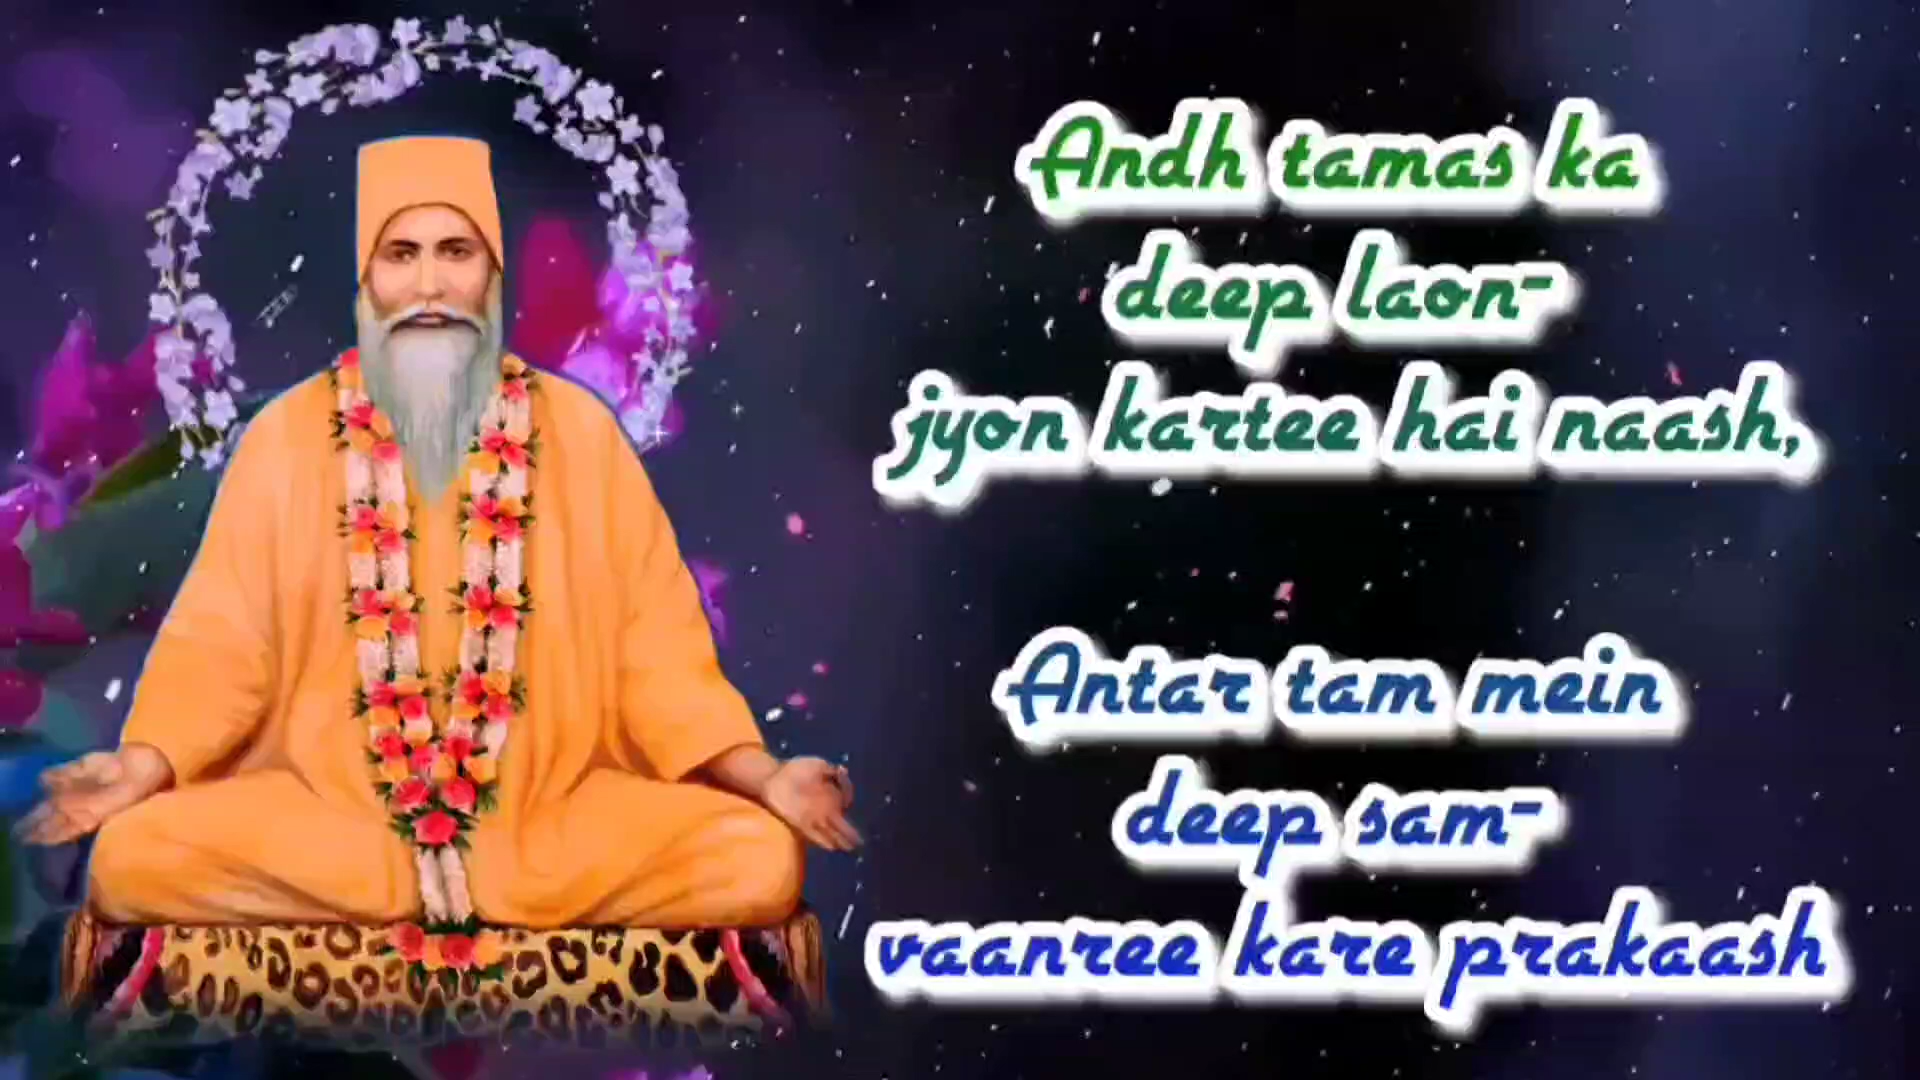 Andh tamas ka
deep laon-
jyon kartee hai naash,
Antar tam mein
deep sam-
vaanree kare prakaash